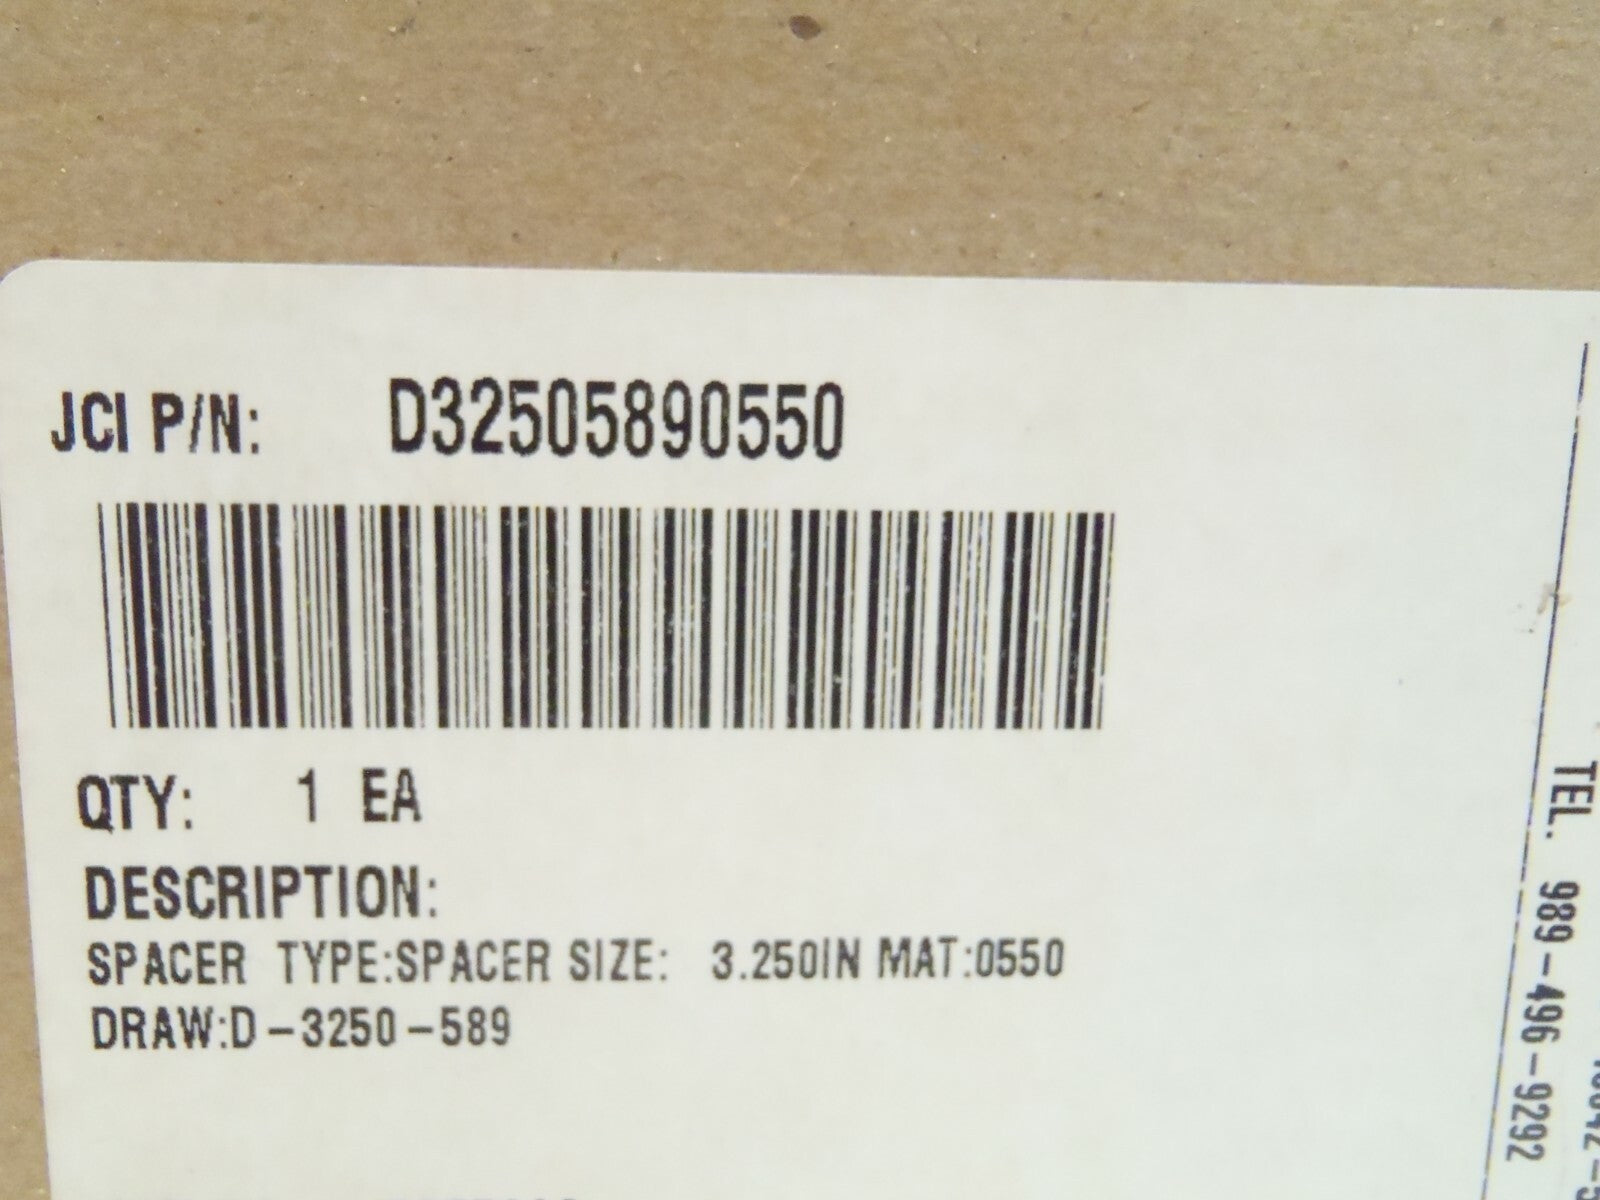 JCI P/N: D32505890550
QTY: 1 EA
DESCRIPTION:
SPACER TYPE:SPACER SIZE: 3.250IN MAT:0550
DRAW:D-3250-589
TEL. 989-496-9292